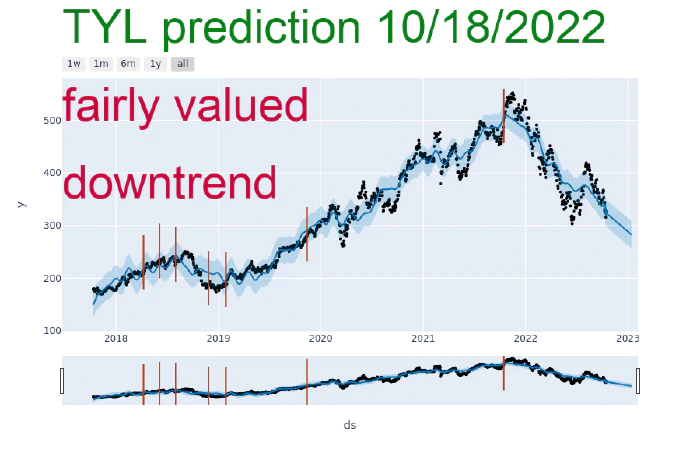 TYL prediction 10/18/2022
1w 1m 6m 1y all
fairly valued
downtrend
500
400
300
200
100
y
2018 2019 2020 2021 2022 2023
ds